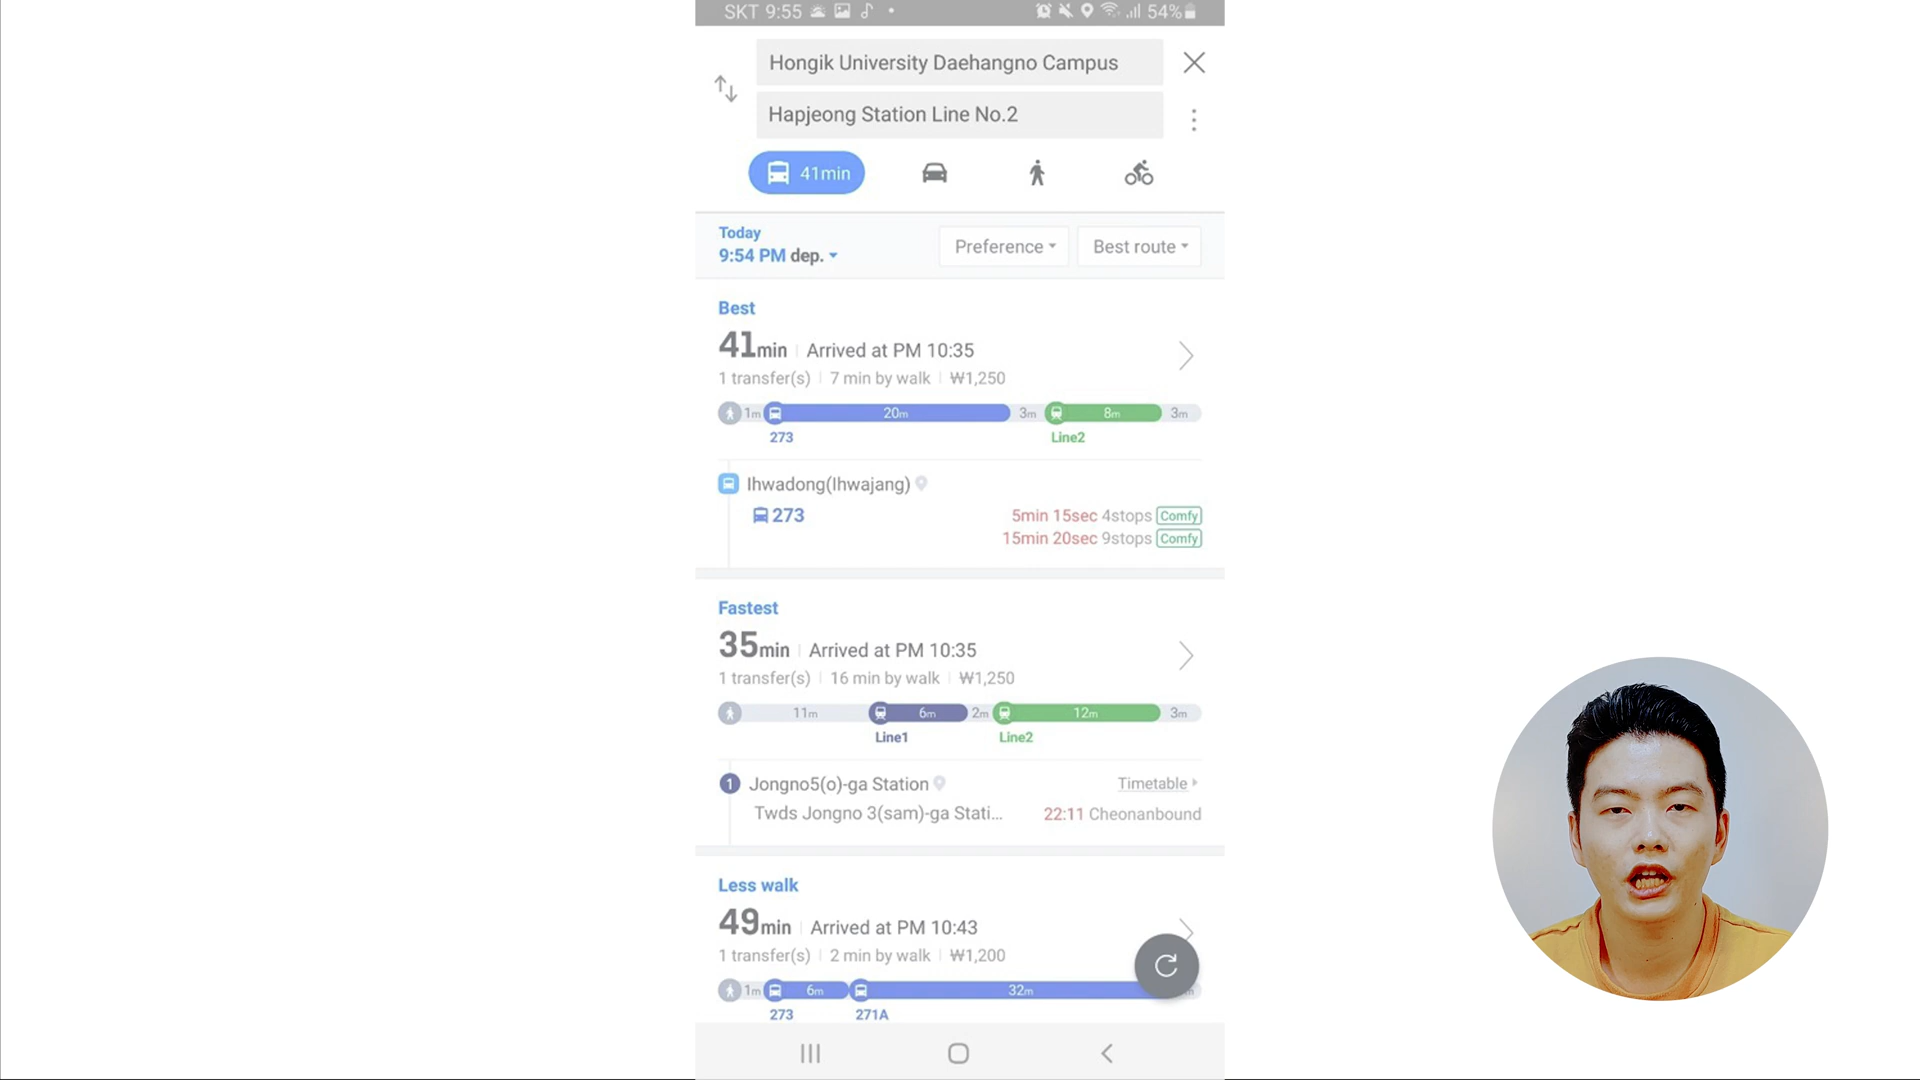 SKT 9:55 54%
Hongik University Daehangno Campus
Hapjeong Station Line No.2
41min
Today
9:54 PM dep. Preference Best route
Best
41min Arrived at PM 10:35
1 transfer(s) 7 min by walk ₩1,250
1m 20m 3m 8m 3m
273 Line2
Ihwadong(Ihwajang)
273 5min 15sec 4stops Comfy
15min 20sec 9stops Comfy
Fastest
35min Arrived at PM 10:35
1 transfer(s) 16 min by walk ₩1,250
11m 6m 2m 12m 3m
Line1 Line2
1 Jongno5(o)-ga Station Timetable
Twds Jongno 3(sam)-ga Stati... 22:11 Cheonanbound
Less walk
49min Arrived at PM 10:43
1 transfer(s) 2 min by walk ₩1,200
1m 6m 32m
273 271A